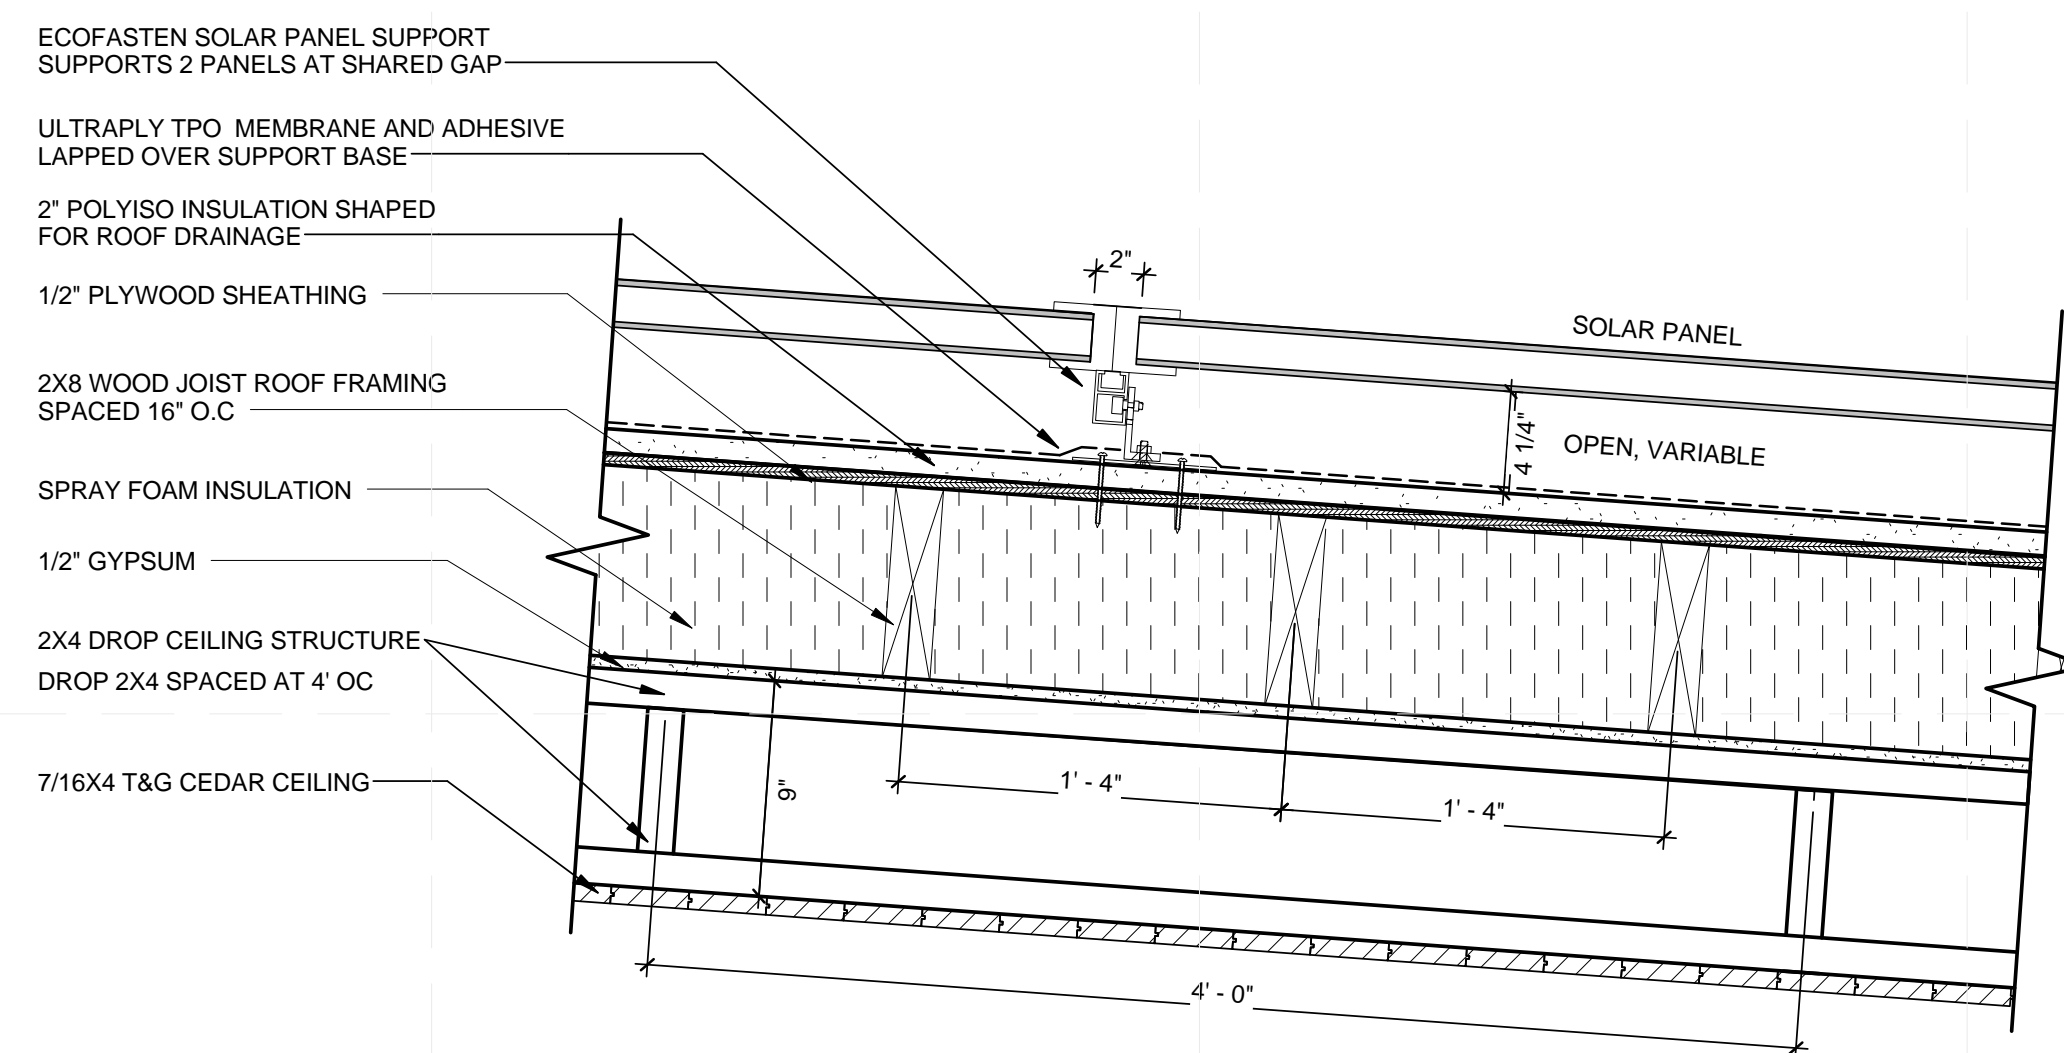 ECOFASTEN SOLAR PANEL SUPPORT
SUPPORTS 2 PANELS AT SHARED GAP
ULTRAPLY TPO  MEMBRANE AND ADHESIVE
LAPPED OVER SUPPORT BASE
2" POLYISO INSULATION SHAPED
FOR ROOF DRAINAGE
1/2" PLYWOOD SHEATHING
2X8 WOOD JOIST ROOF FRAMING
SPACED 16" O.C
SPRAY FOAM INSULATION
1/2" GYPSUM
2X4 DROP CEILING STRUCTURE
DROP 2X4 SPACED AT 4' OC
7/16X4 T&G CEDAR CEILING
2"
SOLAR PANEL
4 1/4"
OPEN, VARIABLE
9"
1' - 4"
1' - 4"
4' - 0"